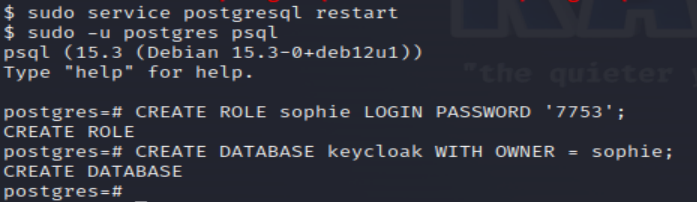 $ sudo service postgresql restart
$ sudo -u postgres psql
psql (15.3 (Debian 15.3-0+deb12u1))
Type "help" for help.
"the quieter
postgres=# CREATE ROLE sophie LOGIN PASSWORD '7753';
CREATE ROLE
postgres=# CREATE DATABASE keycloak WITH OWNER = sophie;
CREATE DATABASE
postgres=# _